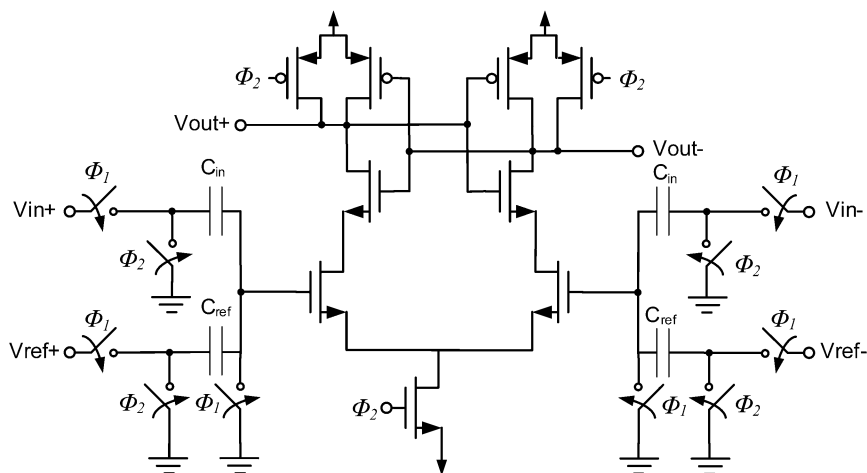 Φ2
Φ2
Vout+
Vout-
Φ1
Cin
Cin
Φ1
Vin+
Vin-
Φ2
Φ2
Cref
Cref
Φ1
Φ1
Vref+
Vref-
Φ2
Φ1
Φ2
Φ1
Φ2